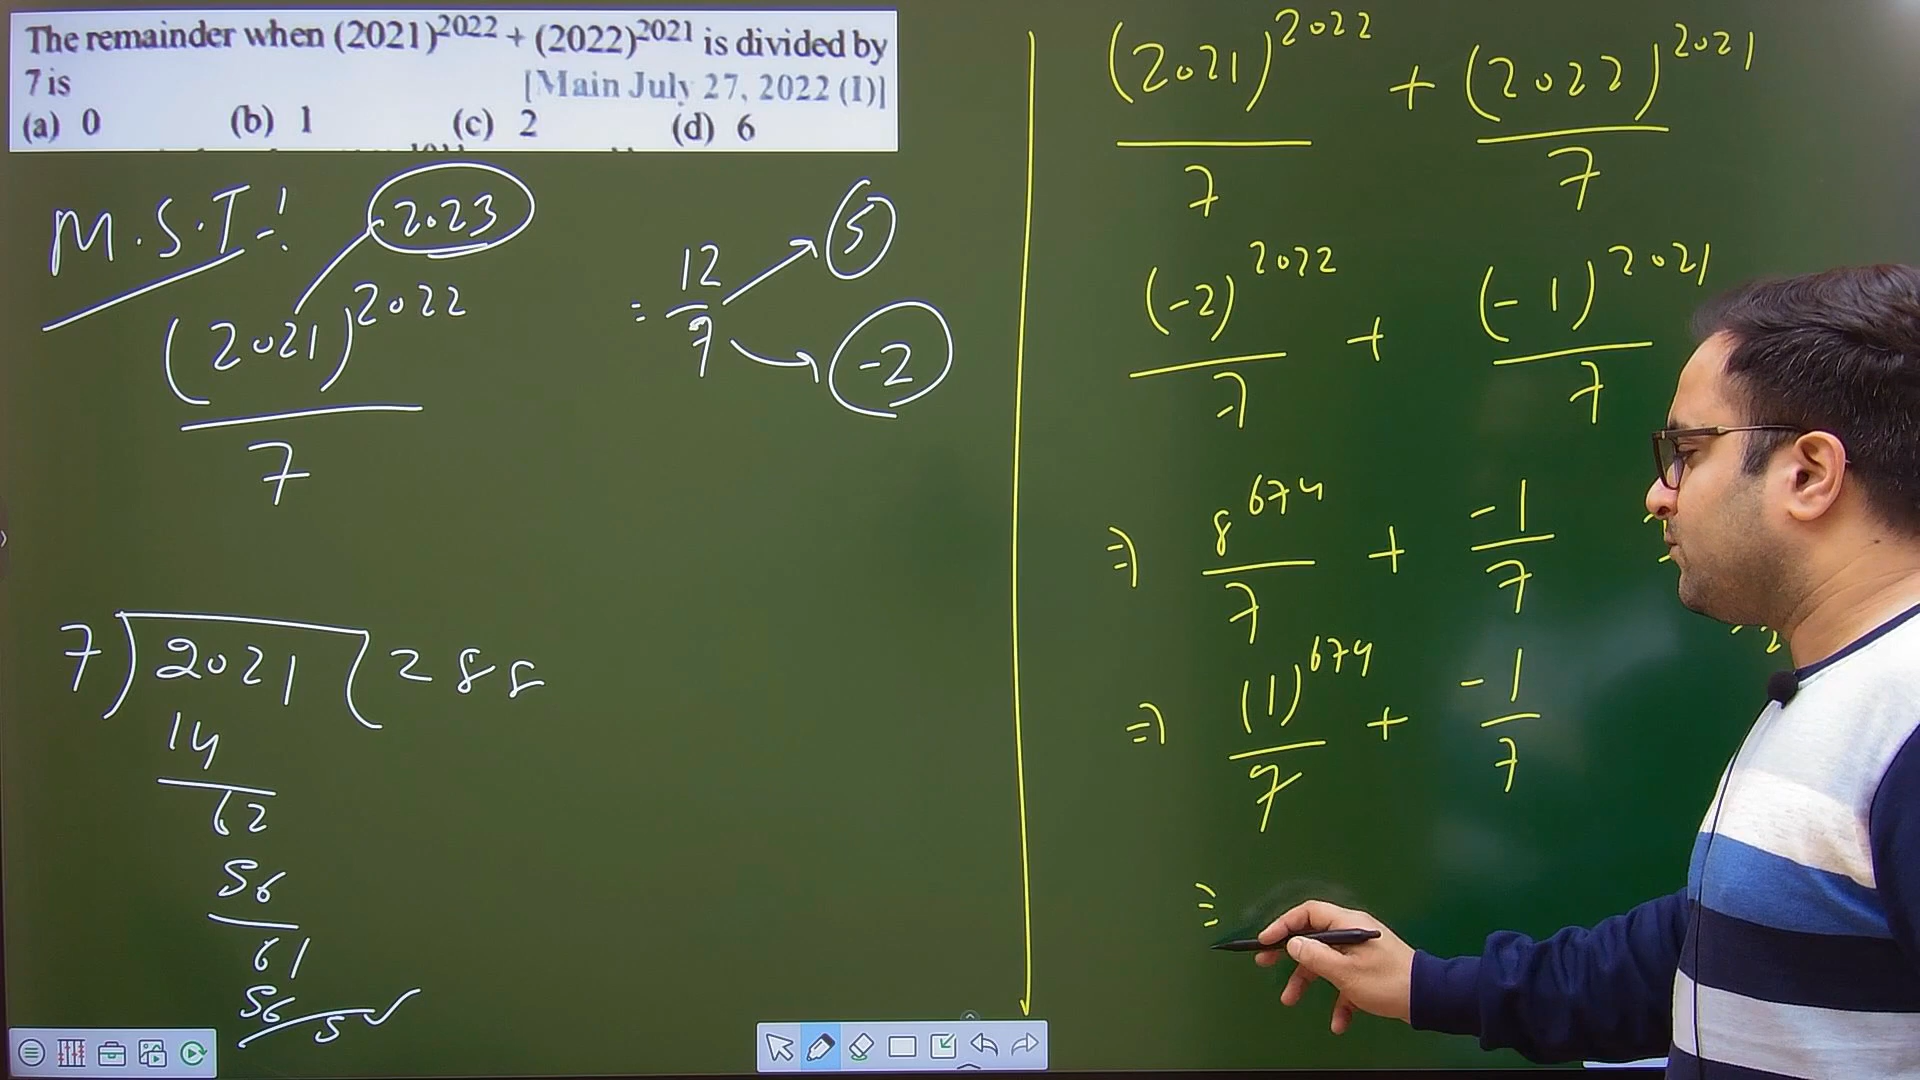 The remainder when (2021)^2022 + (2022)^2021 is divided by
7 is [Main July 27, 2022 (I)]
(a) 0 (b) 1 (c) 2 (d) 6
M.S.I-!
2023
(2021)^2022
7
= 12
7
5
-2
7) 2021 ( 288
14
62
56
61
56
5 ✓
(2021)^2022 + (2022)^2021
7 7
(-2)^2022 + (-1)^2021
7 7
⇒ 8^674 + -1
7 7
⇒ (1)^674 + -1
7 7